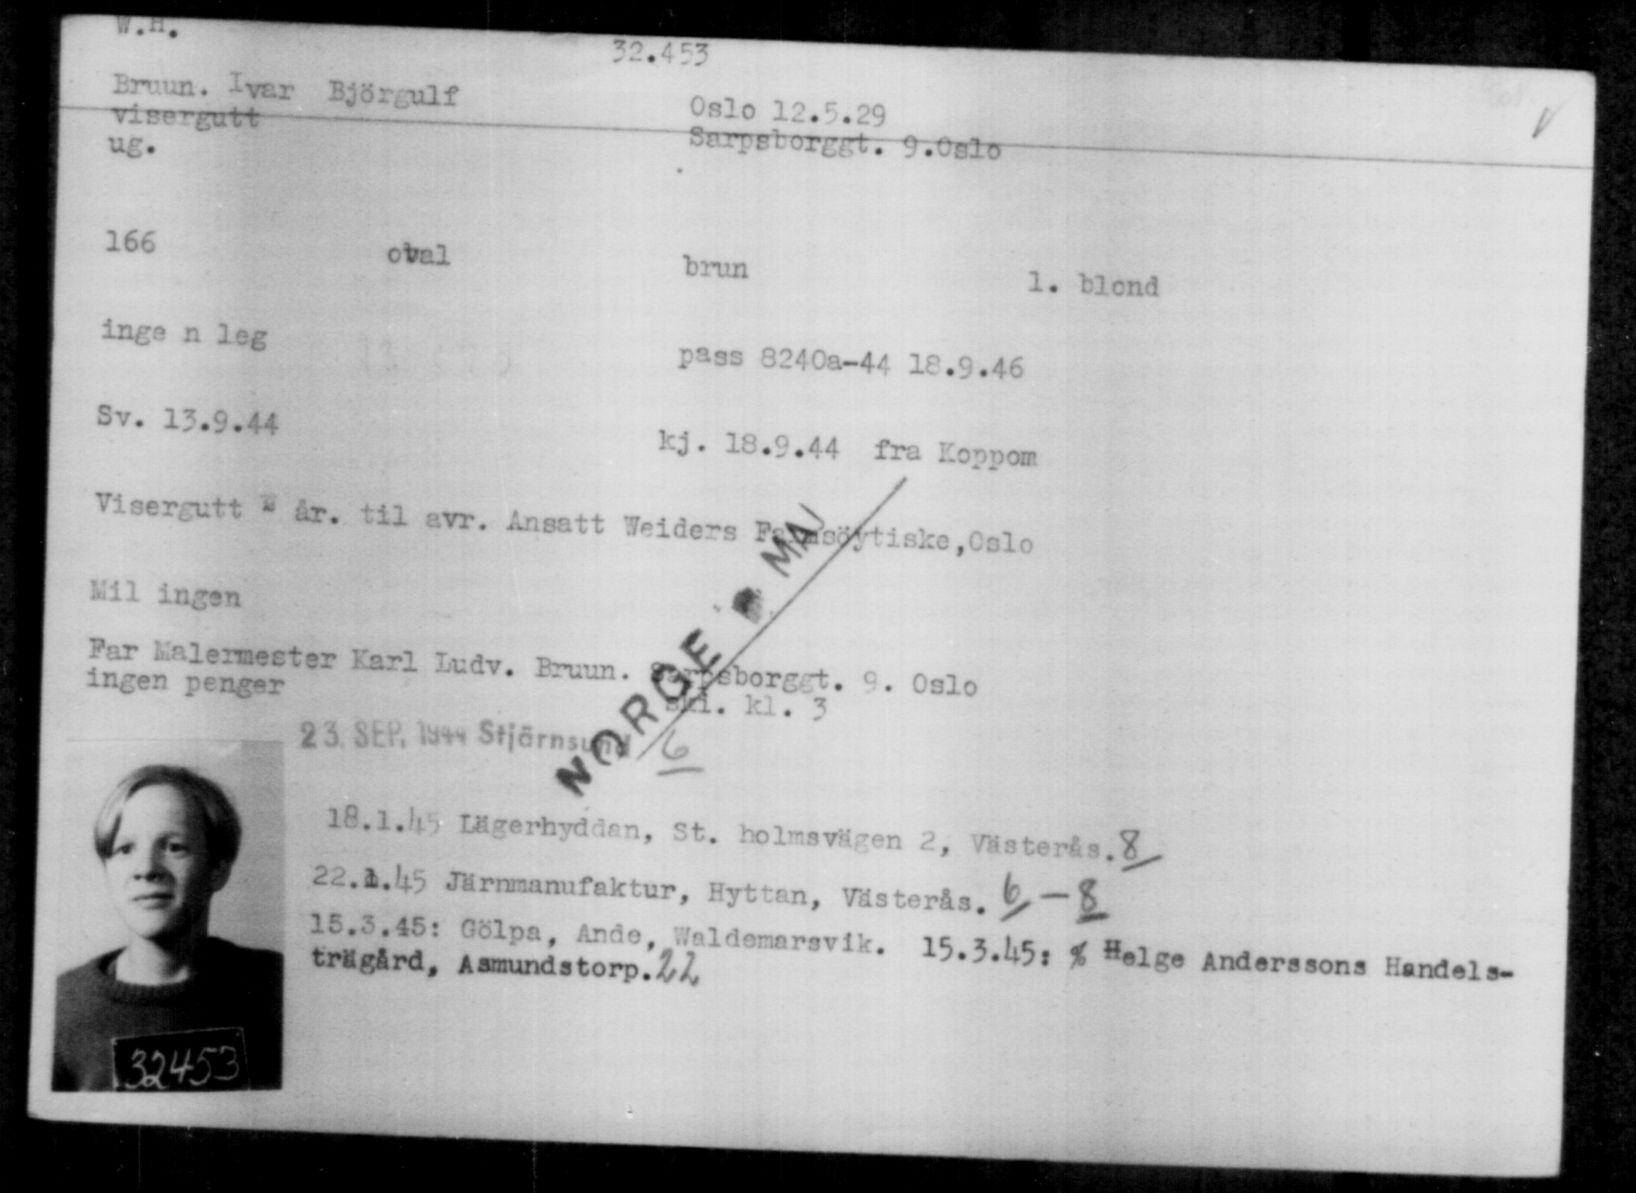 W.H.
32.453
Bruun. Ivar Björgulf
Oslo 12.5.29
visergutt
Sarpsborggt. 9.Oslo
ug.
166 oval brun l. blond
inge n leg pass 8240a-44 18.9.46
Sv. 13.9.44 kj. 18.9.44 fra Koppom
Visergutt år. til avr. Ansatt Weiders Farmsöytiske,Oslo
Mil ingen
Far Malermester Karl Ludv. Bruun. Sarpsborggt. 9. Oslo
ingen penger ski. kl. 3
23. SEP. 1944 Stjärnsund 6
NORGE MAI
18.1.45 Lägerhyddan, St. holmsvägen 2, Västerås. 8
22.1.45 Järnmanufaktur, Hyttan, Västerås. 6 - 8
15.3.45: Gölpa, Ande, Waldemarsvik. 15.3.45: % Helge Anderssons Handels-
trägård, Asmundstorp. 22
32453